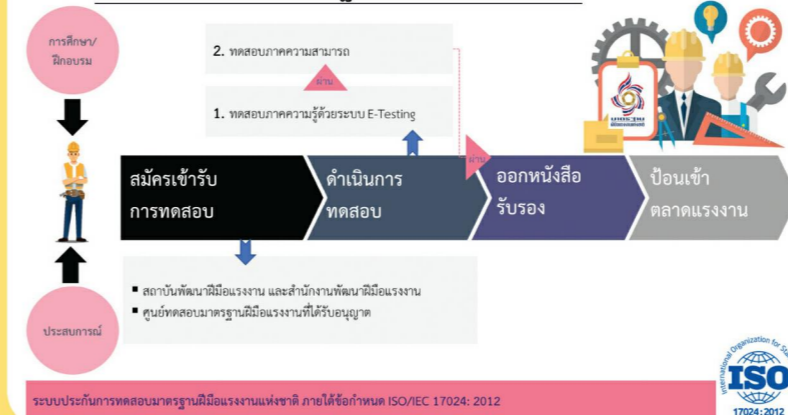 การศึกษา/
ฝึกอบรม
2. ทดสอบภาคความสามารถ
ผ่าน
1. ทดสอบภาคความรู้ด้วยระบบ E-Testing
สมัครเข้ารับ
การทดสอบ
ดำเนินการ
ทดสอบ
ผ่าน
ออกหนังสือ
รับรอง
ป้อนเข้า
ตลาดแรงงาน
▪ สถาบันพัฒนาฝีมือแรงงาน และสำนักงานพัฒนาฝีมือแรงงาน
▪ ศูนย์ทดสอบมาตรฐานฝีมือแรงงานที่ได้รับอนุญาต
ประสบการณ์
ระบบประกันการทดสอบมาตรฐานฝีมือแรงงานแห่งชาติ ภายใต้ข้อกำหนด ISO/IEC 17024: 2012
International Organization for
ISO
17024:2012